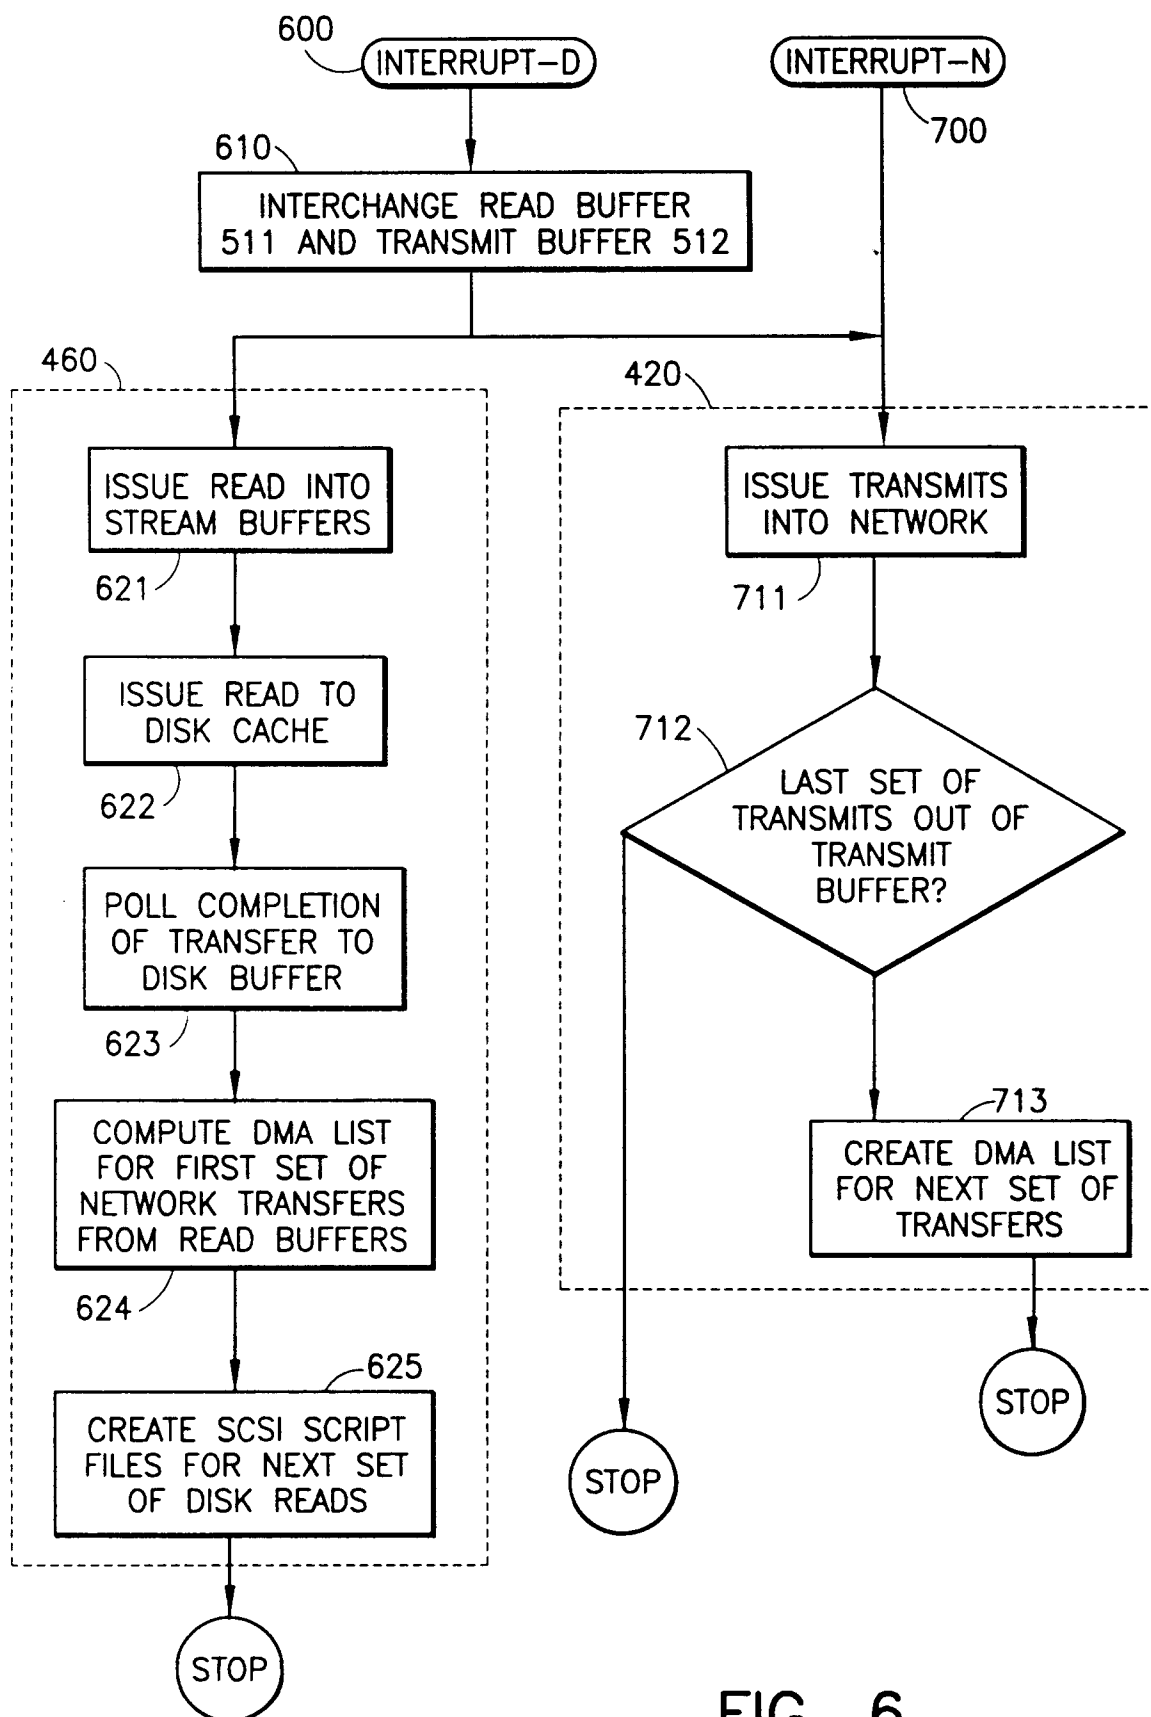 600
INTERRUPT-D
INTERRUPT-N
700
610
INTERCHANGE READ BUFFER
511 AND TRANSMIT BUFFER 512
460
420
ISSUE READ INTO
STREAM BUFFERS
621
ISSUE READ TO
DISK CACHE
622
POLL COMPLETION
OF TRANSFER TO
DISK BUFFER
623
COMPUTE DMA LIST
FOR FIRST SET OF
NETWORK TRANSFERS
FROM READ BUFFERS
624
625
CREATE SCSI SCRIPT
FILES FOR NEXT SET
OF DISK READS
STOP
ISSUE TRANSMITS
INTO NETWORK
711
712
LAST SET OF
TRANSMITS OUT OF
TRANSMIT
BUFFER?
713
CREATE DMA LIST
FOR NEXT SET OF
TRANSFERS
STOP
STOP
FIG. 6